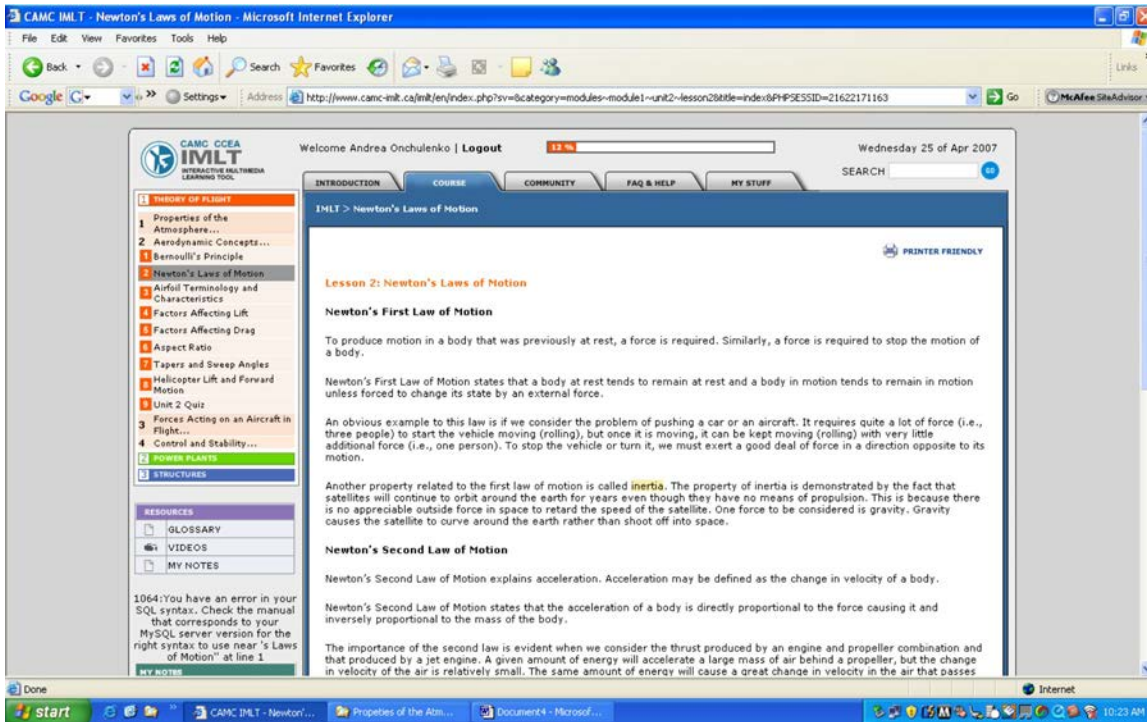 CAMC IMLT - Newton's Laws of Motion - Microsoft Internet Explorer
File Edit View Favorites Tools Help
Back Search Favorites
Links
Google G Settings Address http://www.camc-imlt.ca/imlt/en/index.php?sv=&category=modules~module1~unit2~lesson2&title=index&PHPSESSID=21622171163 Go McAfee SiteAdvisor
CAMC CCEA
IMLT
INTERACTIVE MULTIMEDIA
LEARNING TOOL
Welcome Andrea Onchulenko | Logout 12 % Wednesday 25 of Apr 2007
SEARCH GO
INTRODUCTION COURSE COMMUNITY FAQ & HELP MY STUFF
IMLT > Newton's Laws of Motion
1 THEORY OF FLIGHT
1 Properties of the
Atmosphere...
2 Aerodynamic Concepts...
1 Bernoulli's Principle
2 Newton's Laws of Motion
3 Airfoil Terminology and
Characteristics
4 Factors Affecting Lift
5 Factors Affecting Drag
6 Aspect Ratio
7 Tapers and Sweep Angles
8 Helicopter Lift and Forward
Motion
9 Unit 2 Quiz
3 Forces Acting on an Aircraft in
Flight...
4 Control and Stability...
2 POWER PLANTS
3 STRUCTURES
RESOURCES
GLOSSARY
VIDEOS
MY NOTES
1064:You have an error in your
SQL syntax. Check the manual
that corresponds to your
MySQL server version for the
right syntax to use near 's Laws
of Motion" at line 1
MY NOTES
PRINTER FRIENDLY
Lesson 2: Newton's Laws of Motion
Newton's First Law of Motion
To produce motion in a body that was previously at rest, a force is required. Similarly, a force is required to stop the motion of
a body.
Newton's First Law of Motion states that a body at rest tends to remain at rest and a body in motion tends to remain in motion
unless forced to change its state by an external force.
An obvious example to this law is if we consider the problem of pushing a car or an aircraft. It requires quite a lot of force (i.e.,
three people) to start the vehicle moving (rolling), but once it is moving, it can be kept moving (rolling) with very little
additional force (i.e., one person). To stop the vehicle or turn it, we must exert a good deal of force in a direction opposite to its
motion.
Another property related to the first law of motion is called inertia. The property of inertia is demonstrated by the fact that
satellites will continue to orbit around the earth for years even though they have no means of propulsion. This is because there
is no appreciable outside force in space to retard the speed of the satellite. One force to be considered is gravity. Gravity
causes the satellite to curve around the earth rather than shoot off into space.
Newton's Second Law of Motion
Newton's Second Law of Motion explains acceleration. Acceleration may be defined as the change in velocity of a body.
Newton's Second Law of Motion states that the acceleration of a body is directly proportional to the force causing it and
inversely proportional to the mass of the body.
The importance of the second law is evident when we consider the thrust produced by an engine and propeller combination and
that produced by a jet engine. A given amount of energy will accelerate a large mass of air behind a propeller, but the change
in velocity of the air is relatively small. The same amount of energy will cause a great change in velocity in the air that passes
Done Internet
start CAMC IMLT - Newton'... Propeties of the Atm... Document4 - Microsof... 10:23 AM